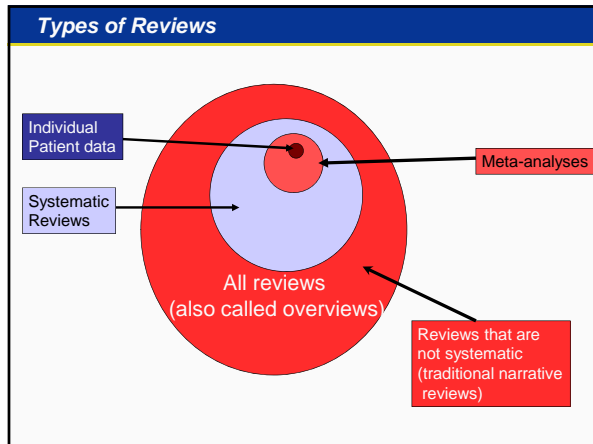 Types of Reviews
Individual
Patient data
Meta-analyses
Systematic
Reviews
All reviews
(also called overviews)
Reviews that are
not systematic
(traditional narrative
reviews)